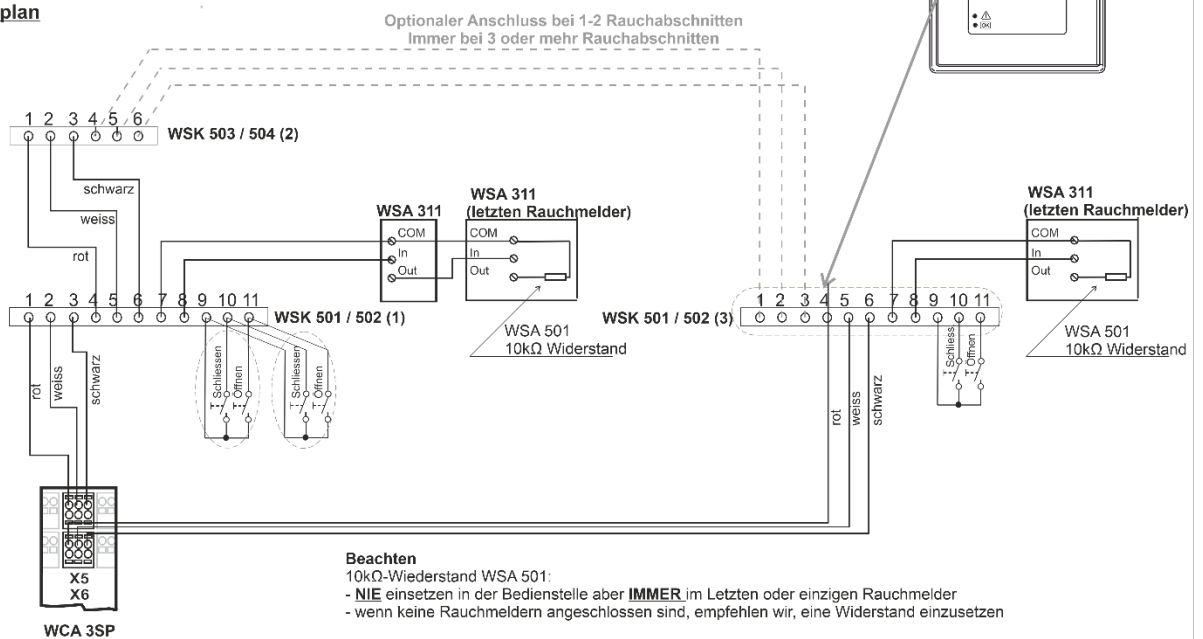 plan
Optionaler Anschluss bei 1-2 Rauchabschnitten
Immer bei 3 oder mehr Rauchabschnitten
OK
1 2 3 4 5 6
WSK 503 / 504 (2)
schwarz
weiss
rot
WSA 311
COM
In
Out
WSA 311
(letzten Rauchmelder)
COM
In
Out
WSA 501
10kΩ Widerstand
WSA 311
(letzten Rauchmelder)
COM
In
Out
WSA 501
10kΩ Widerstand
1 2 3 4 5 6 7 8 9 10 11
WSK 501 / 502 (1)
rot
weiss
schwarz
Schliessen
Öffnen
Schliessen
Öffnen
WSK 501 / 502 (3)
1 2 3 4 5 6 7 8 9 10 11
rot
weiss
schwarz
Schliess.
Öffnen
X5
X6
WCA 3SP
Beachten
10kΩ-Wiederstand WSA 501:
- NIE einsetzen in der Bedienstelle aber IMMER im Letzten oder einzigen Rauchmelder
- wenn keine Rauchmeldern angeschlossen sind, empfehlen wir, eine Widerstand einzusetzen